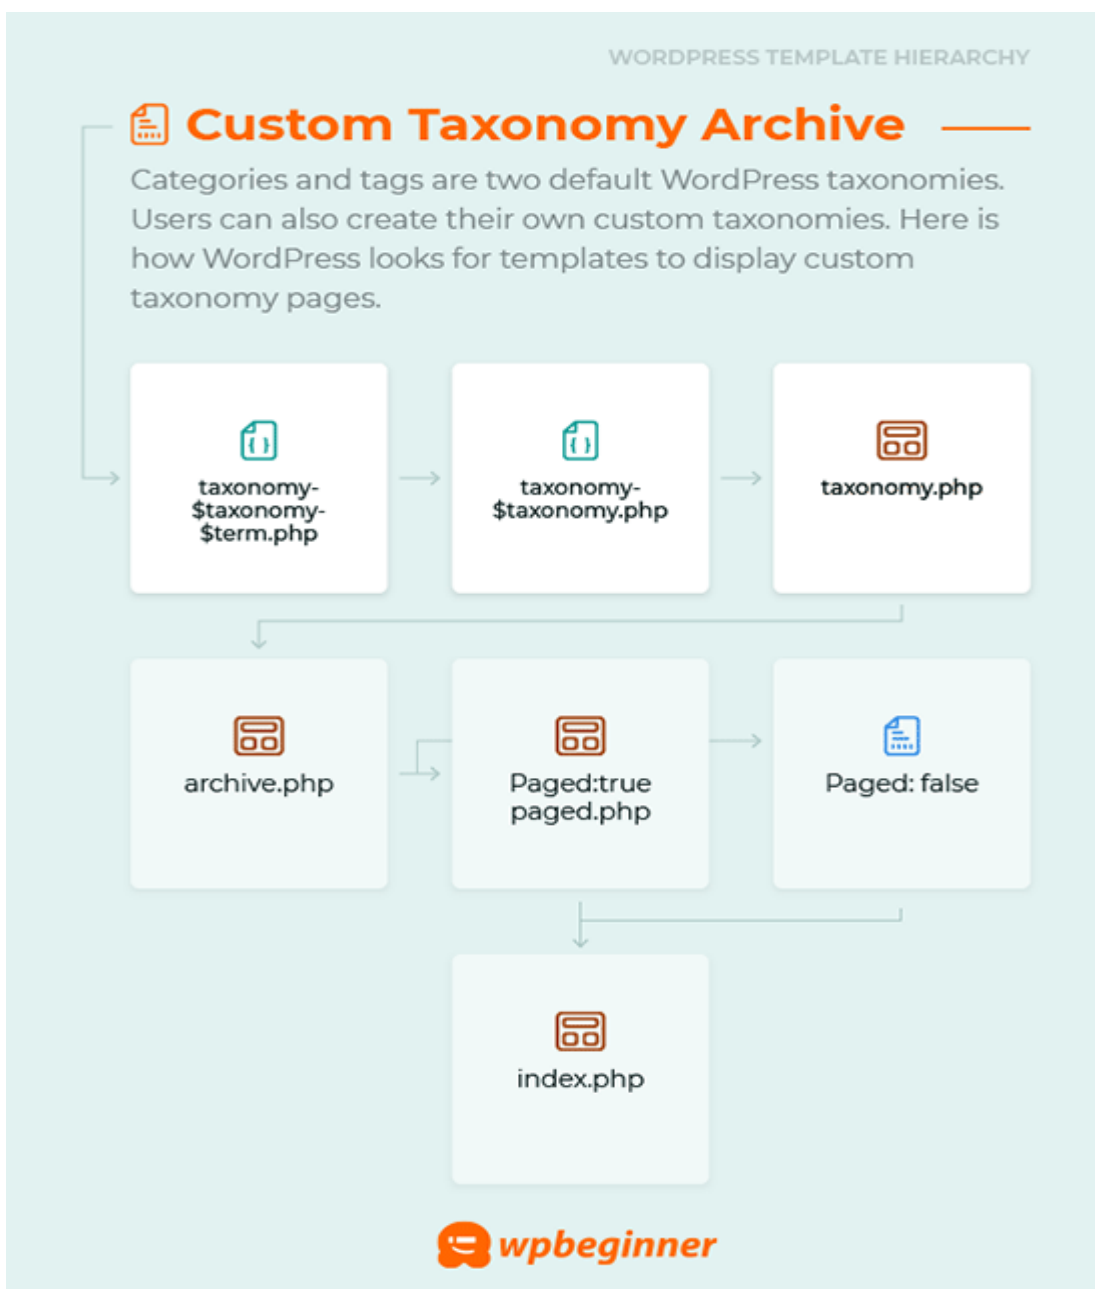 WORDPRESS TEMPLATE HIERARCHY
Custom Taxonomy Archive
Categories and tags are two default WordPress taxonomies.
Users can also create their own custom taxonomies. Here is
how WordPress looks for templates to display custom
taxonomy pages.
taxonomy-
$taxonomy-
$term.php
taxonomy-
$taxonomy.php
taxonomy.php
archive.php
Paged:true
paged.php
Paged: false
index.php
wpbeginner